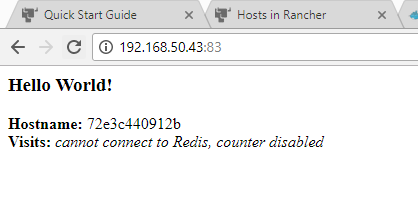 Quick Start Guide
Hosts in Rancher
192.168.50.43:83
Hello World!
Hostname: 72e3c440912b
Visits: cannot connect to Redis, counter disabled